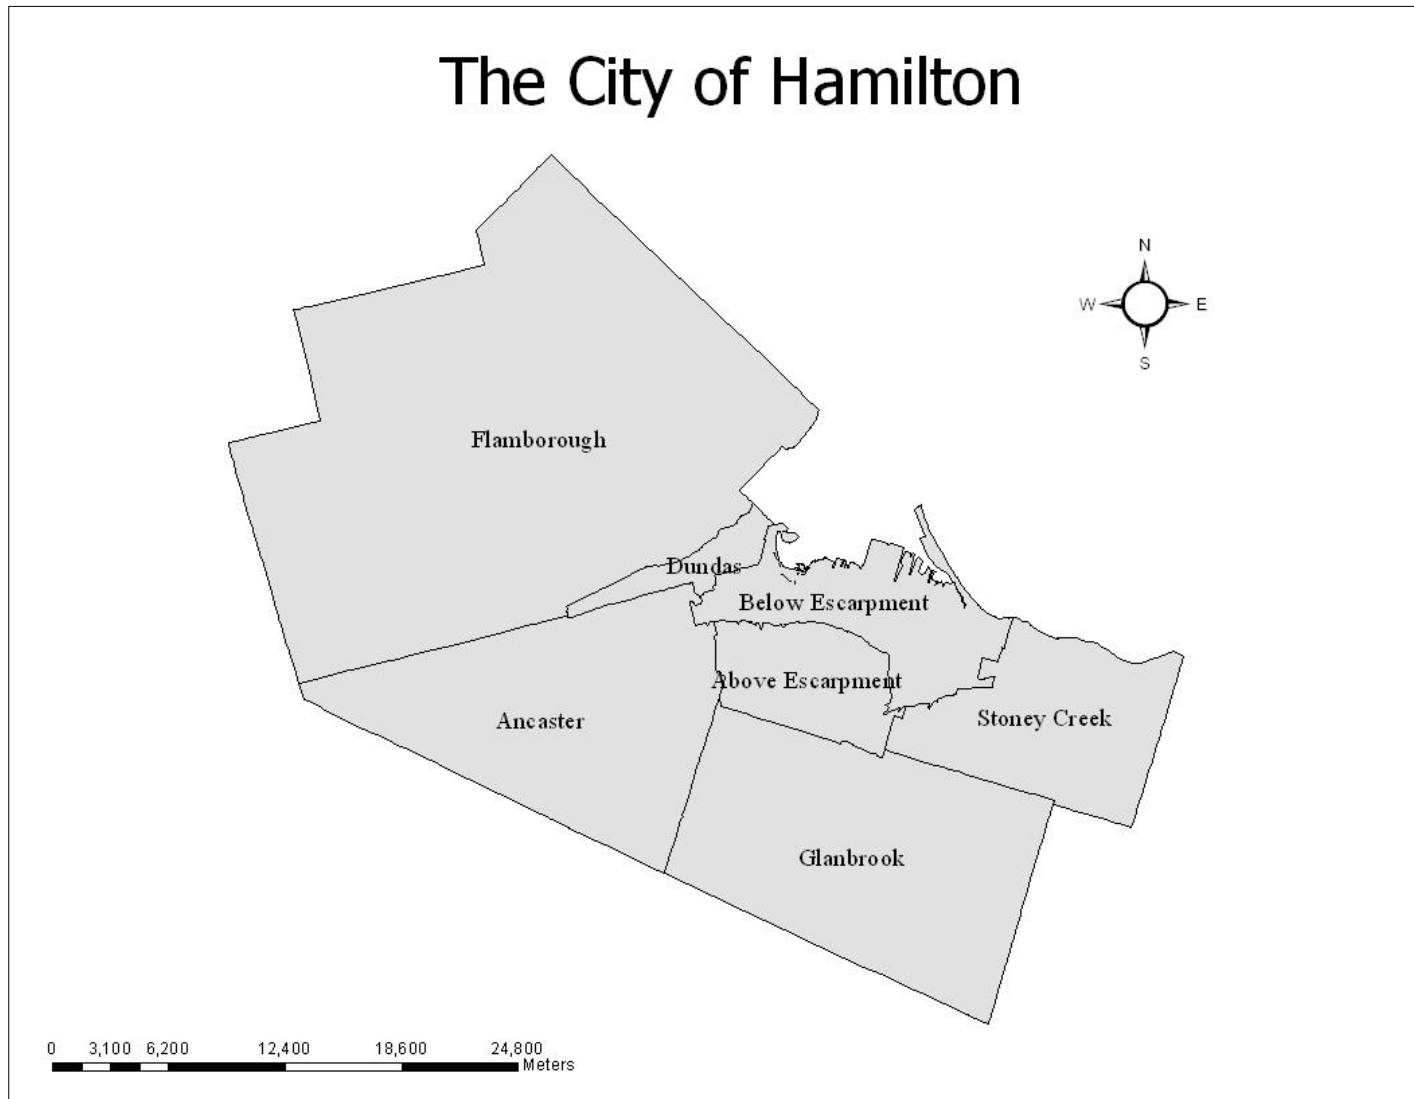 The City of Hamilton
N
W E
S
Flamborough
Dundas
Below Escarpment
Above Escarpment
Ancaster
Stoney Creek
Glanbrook
0 3,100 6,200 12,400 18,600 24,800
Meters